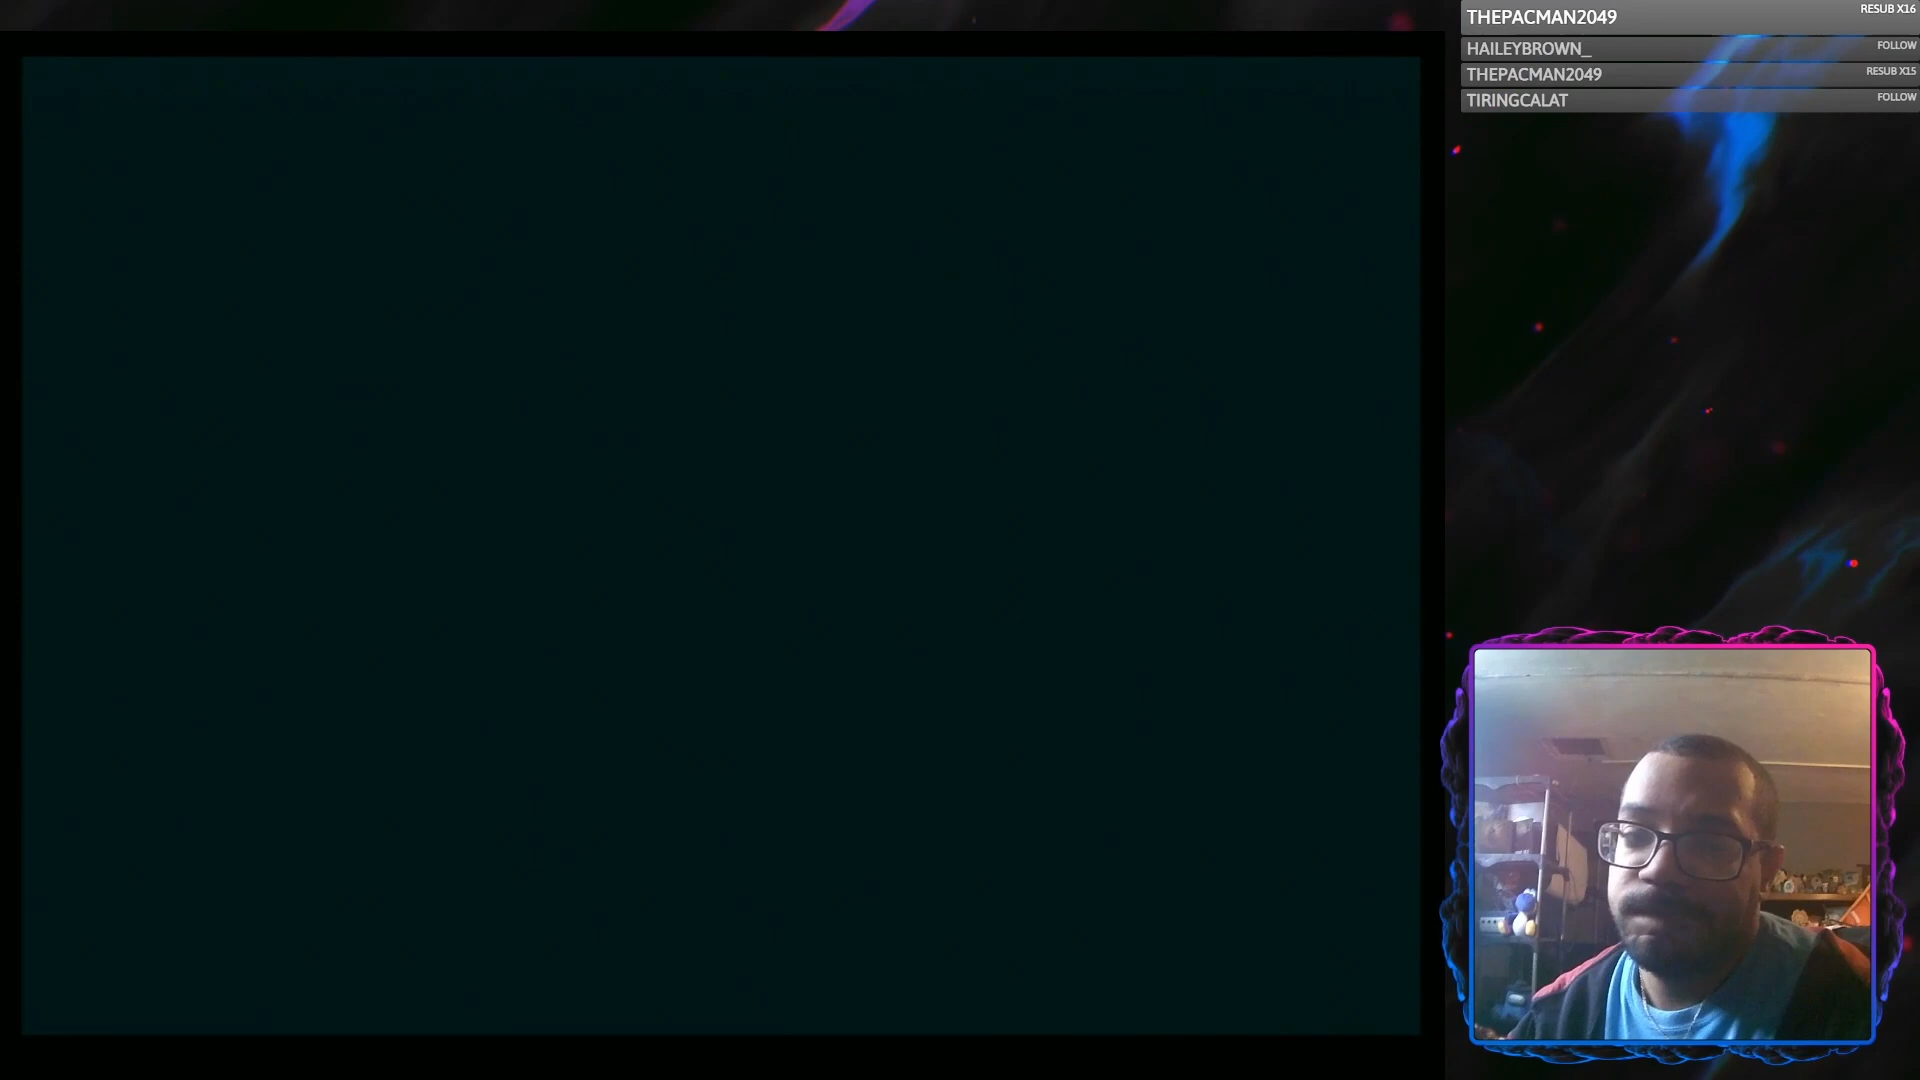 THEPACMAN2049 RESUB X16
HAILEYBROWN_ FOLLOW
THEPACMAN2049 RESUB X15
TIRINGCALAT FOLLOW